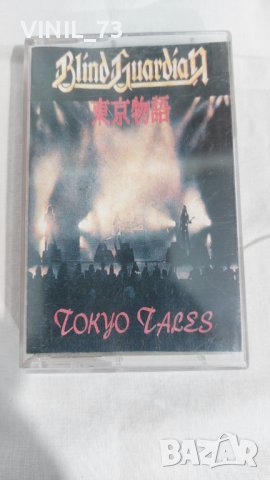 VINIL_73
Blind Guardian
東京物語
TOKYO TALES
BAZAR